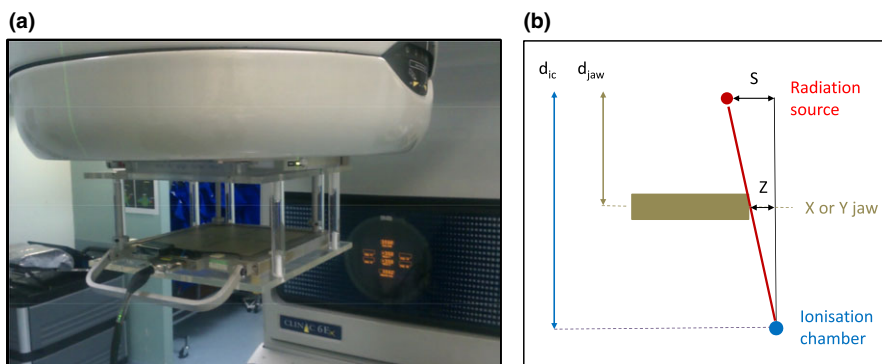 (a)
(b)
d_ic
d_jaw
S
Radiation
source
Z
X or Y jaw
Ionisation
chamber
CLINAC 6EX